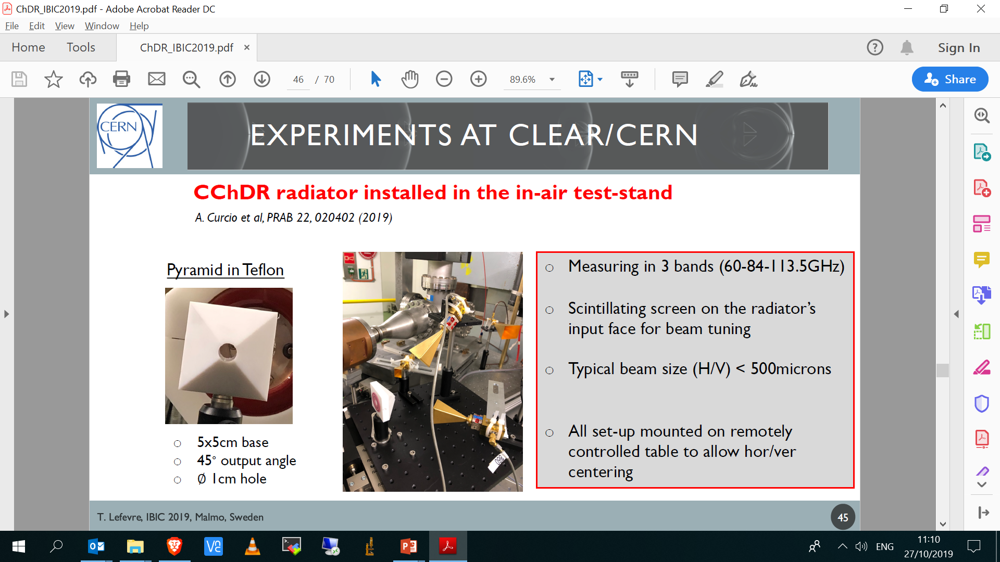 ChDR_IBIC2019.pdf - Adobe Acrobat Reader DC
File Edit View Window Help
Home Tools ChDR_IBIC2019.pdf × Sign In
46 / 70 89.6% Share
CERN
EXPERIMENTS AT CLEAR/CERN
CChDR radiator installed in the in-air test-stand
A. Curcio et al, PRAB 22, 020402 (2019)
Pyramid in Teflon
○ 5x5cm base
○ 45° output angle
○ Ø 1cm hole
098
○ Measuring in 3 bands (60-84-113.5GHz)
○ Scintillating screen on the radiator’s
input face for beam tuning
○ Typical beam size (H/V) < 500microns
○ All set-up mounted on remotely
controlled table to allow hor/ver
centering
T. Lefevre, IBIC 2019, Malmo, Sweden
45
ENG
11:10
27/10/2019